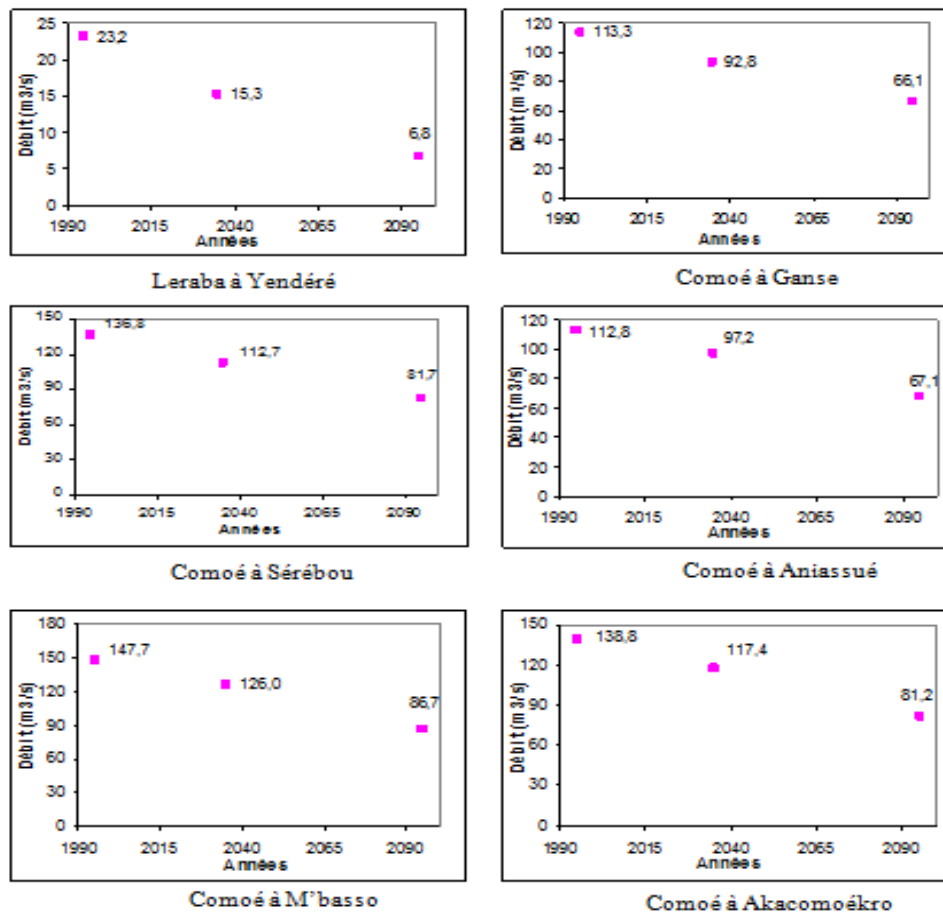 Débit (m3/s)
25
20
15
10
5
0
23,2
15,3
6,8
1990 2015 2040 2065 2090
Années
Leraba à Yendéré
Débit (m³/s)
120
100
80
60
40
20
0
113,3
92,8
66,1
1990 2015 2040 2065 2090
Années
Comoé à Ganse
Débit (m3/s)
150
120
90
60
30
0
136,8
112,7
81,7
1990 2015 2040 2065 2090
Années
Comoé à Sérébou
Débit (m3/s)
120
100
80
60
40
20
0
112,8
97,2
67,1
1990 2015 2040 2065 2090
Années
Comoé à Aniassué
Débit (m3/s)
180
150
120
90
60
30
0
147,7
126,0
86,7
1990 2015 2040 2065 2090
Années
Comoé à M'basso
Débit (m3/s)
150
120
90
60
30
0
138,8
117,4
81,2
1990 2015 2040 2065 2090
Années
Comoé à Akacomoékro